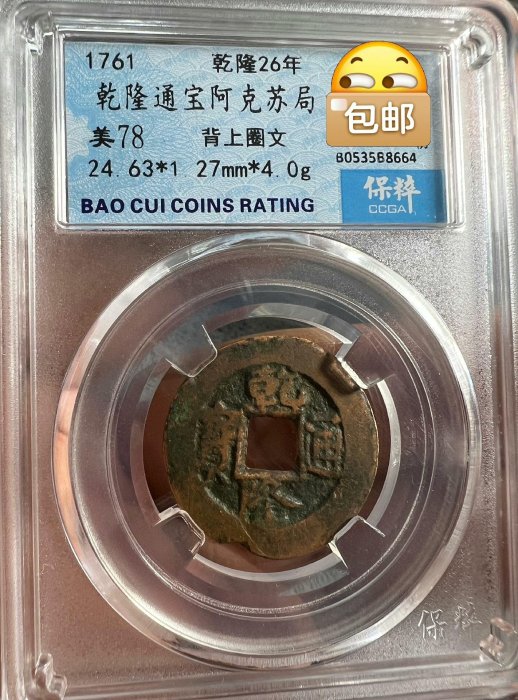 1761 乾隆26年
乾隆通宝阿克苏局
包邮
美78 背上圈文
B0535B8664
24.63*1.27mm*4.0g
保粹
CCGA
BAO CUI COINS RATING
乾
寶 通
隆
保粹